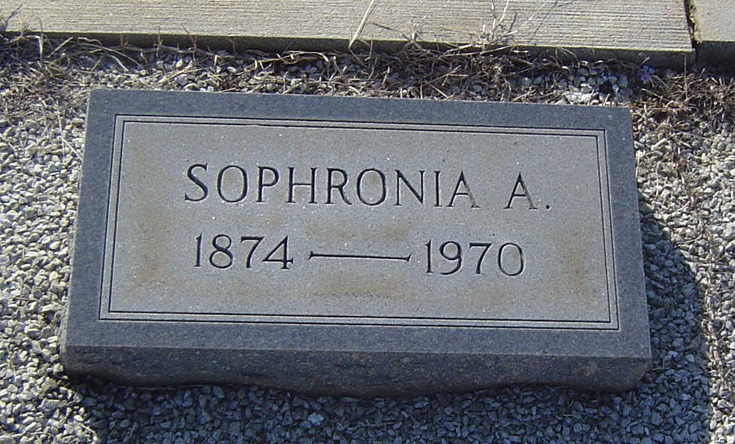 SOPHRONIA A.
1874 — 1970